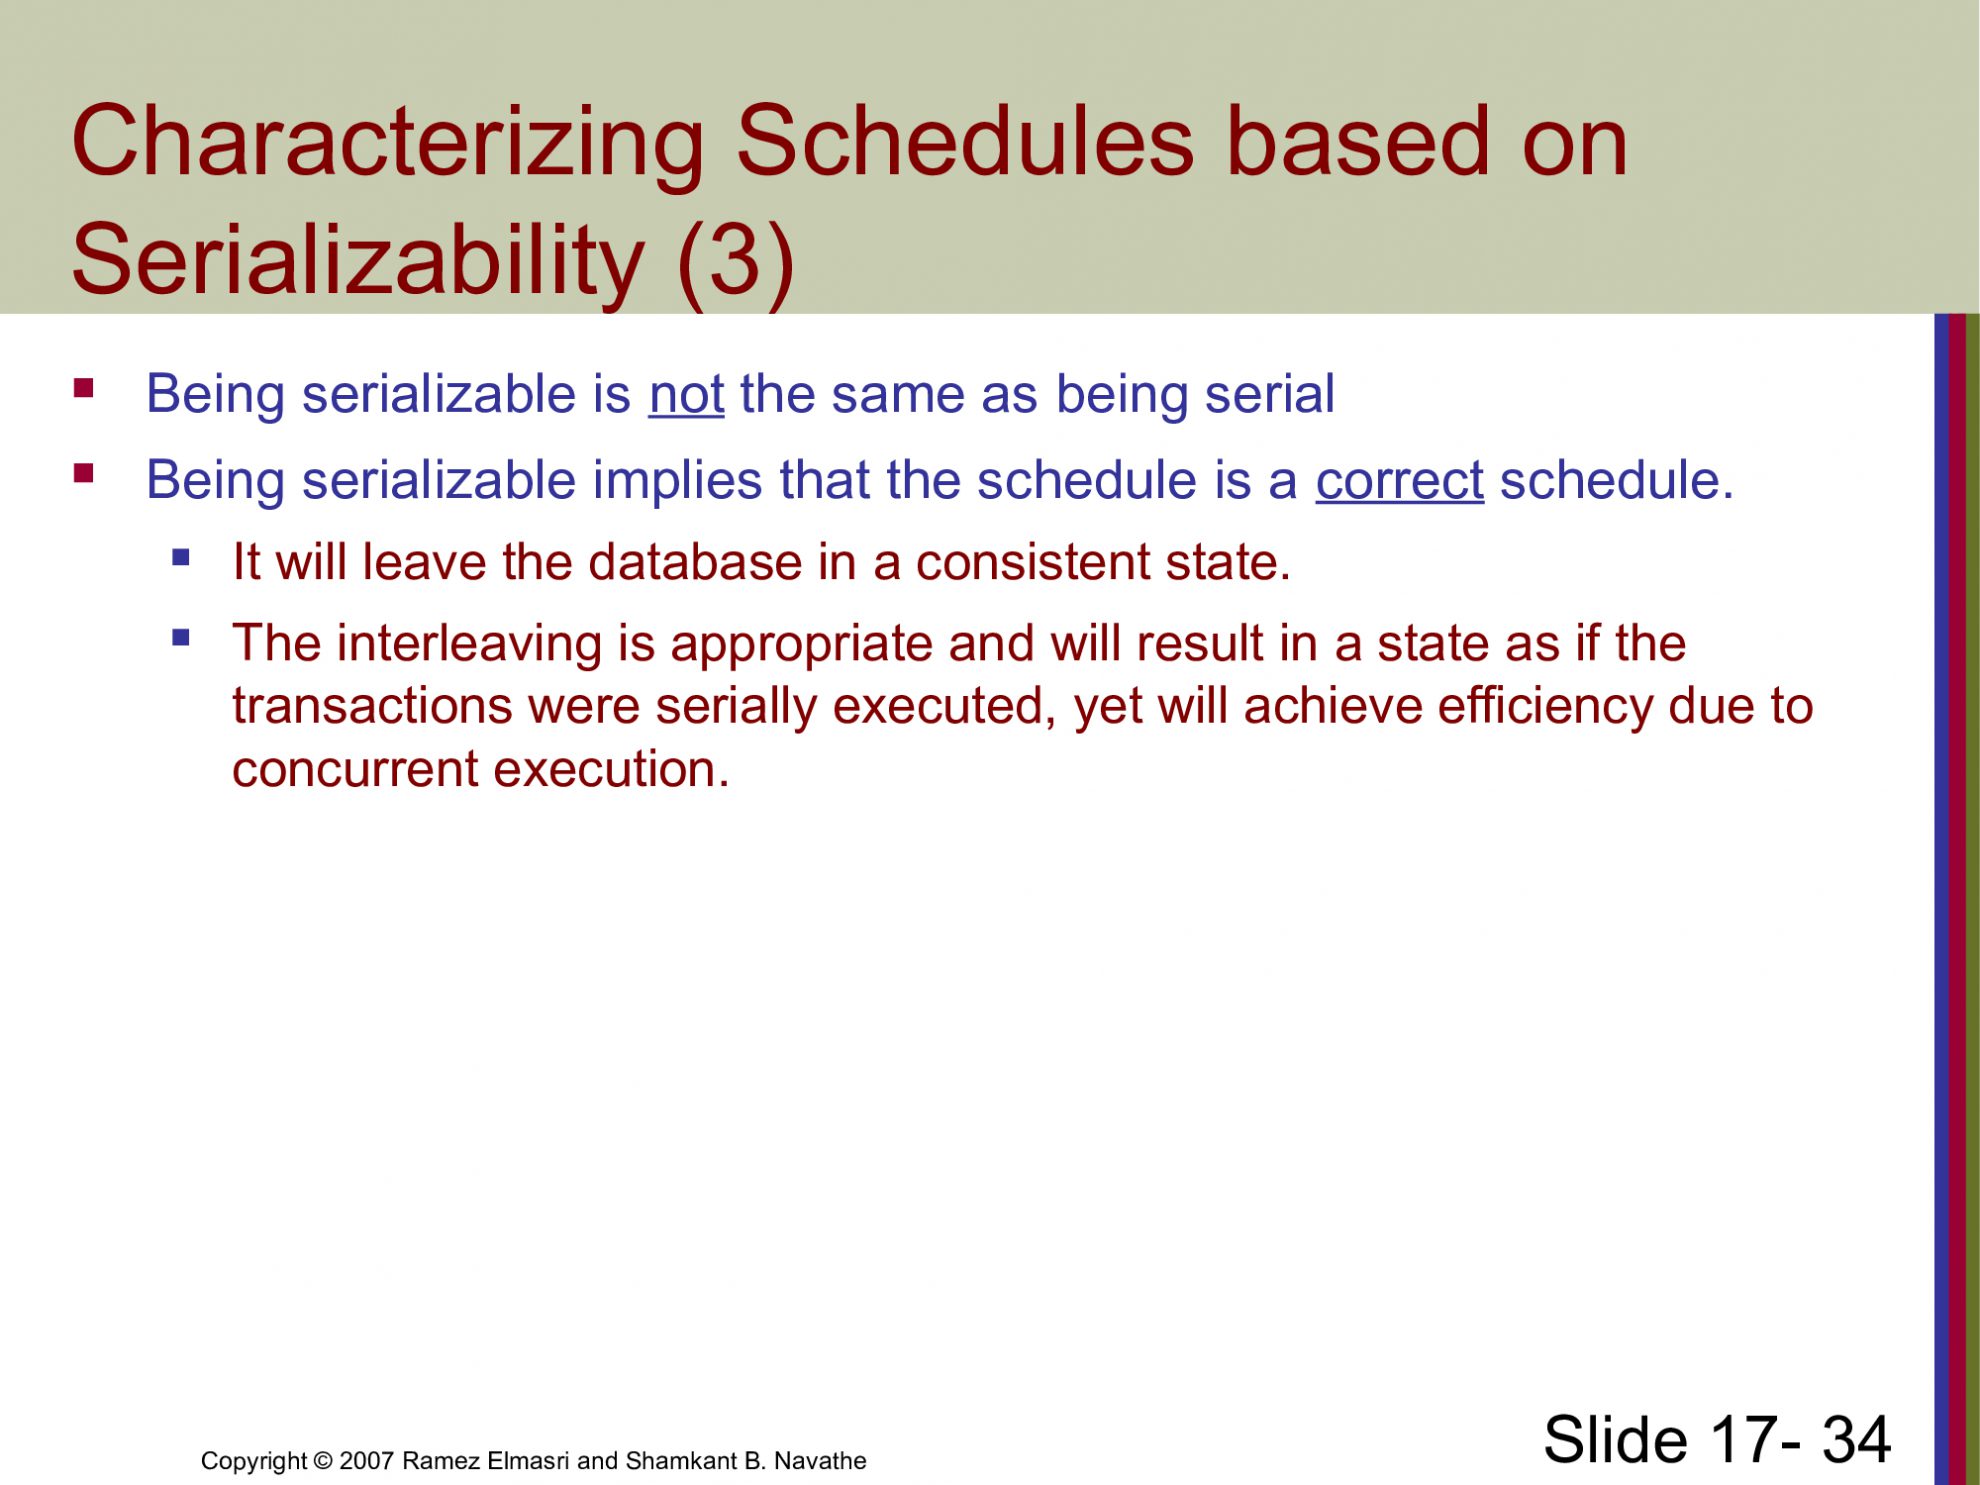 Characterizing Schedules based on
Serializability (3)
Being serializable is not the same as being serial
Being serializable implies that the schedule is a correct schedule.
It will leave the database in a consistent state.
The interleaving is appropriate and will result in a state as if the
transactions were serially executed, yet will achieve efficiency due to
concurrent execution.
Copyright © 2007 Ramez Elmasri and Shamkant B. Navathe
Slide 17- 34